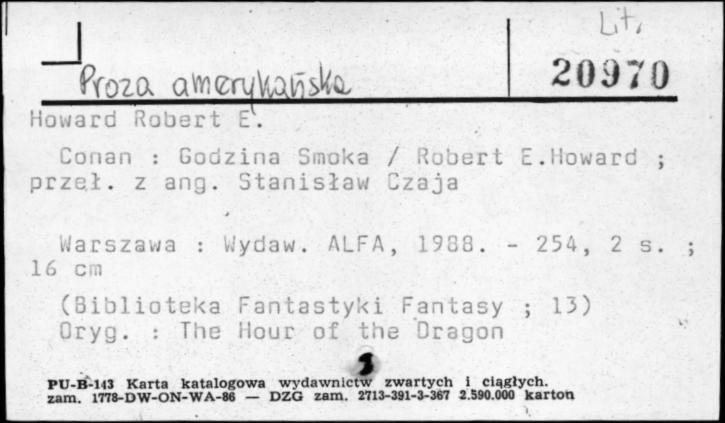 Lit.
Proza amerykańska
20970
Howard Robert E.
Conan : Godzina Smoka / Robert E.Howard ;
przeł. z ang. Stanisław Czaja
Warszawa : Wydaw. ALFA, 1988. - 254, 2 s. ;
16 cm
(Biblioteka Fantastyki Fantasy ; 13)
Oryg. : The Hour of the Dragon
PU-B-143 Karta katalogowa wydawnictw zwartych i ciągłych.
zam. 1778-DW-ON-WA-86 — DZG zam. 2713-391-3-367 2.590.000 karton